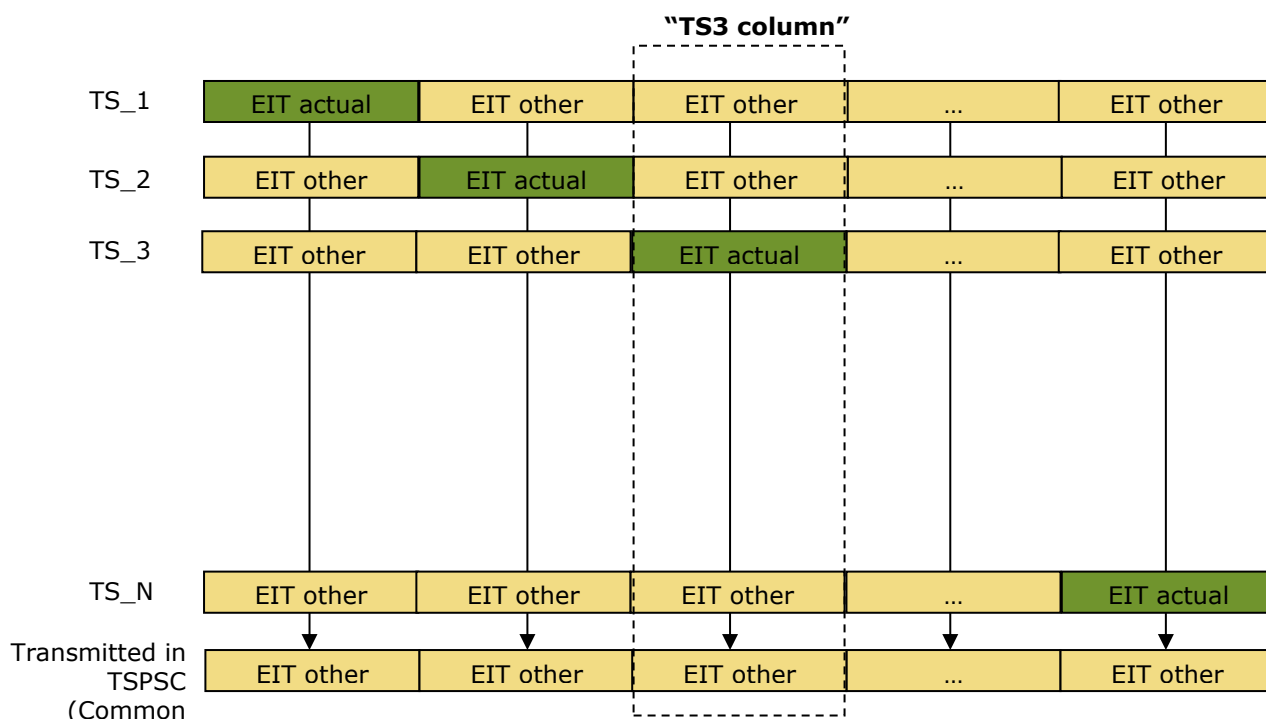 “TS3 column”
TS_1 EIT actual EIT other EIT other ... EIT other
TS_2 EIT other EIT actual EIT other ... EIT other
TS_3 EIT other EIT other EIT actual ... EIT other
TS_N EIT other EIT other EIT other ... EIT actual
Transmitted in
TSPSC EIT other EIT other EIT other ... EIT other
(Common